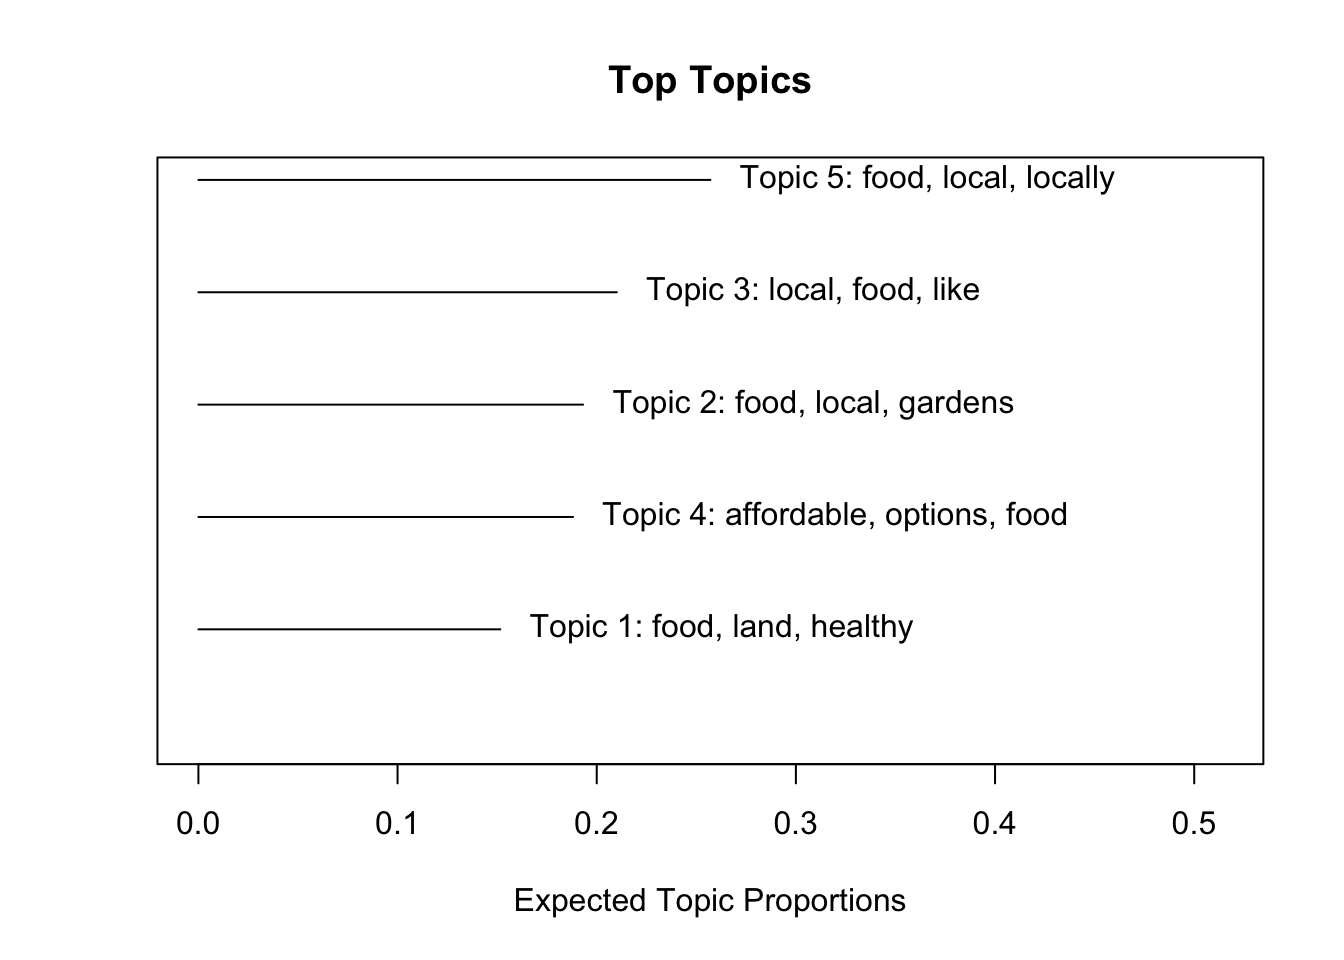 Top Topics
Topic 5: food, local, locally
Topic 3: local, food, like
Topic 2: food, local, gardens
Topic 4: affordable, options, food
Topic 1: food, land, healthy
0.0 0.1 0.2 0.3 0.4 0.5
Expected Topic Proportions